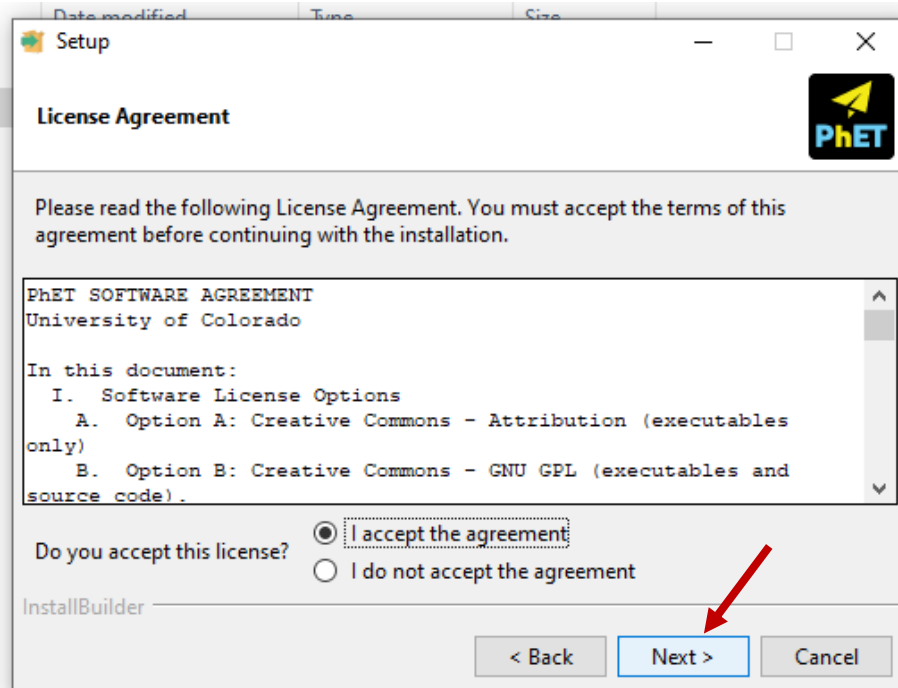 Date modified Type Size
Setup
License Agreement
PhET
Please read the following License Agreement. You must accept the terms of this
agreement before continuing with the installation.
PhET SOFTWARE AGREEMENT
University of Colorado
In this document:
I. Software License Options
A. Option A: Creative Commons - Attribution (executables
only)
B. Option B: Creative Commons - GNU GPL (executables and
source code).
Do you accept this license?
I accept the agreement
I do not accept the agreement
InstallBuilder
< Back Next > Cancel